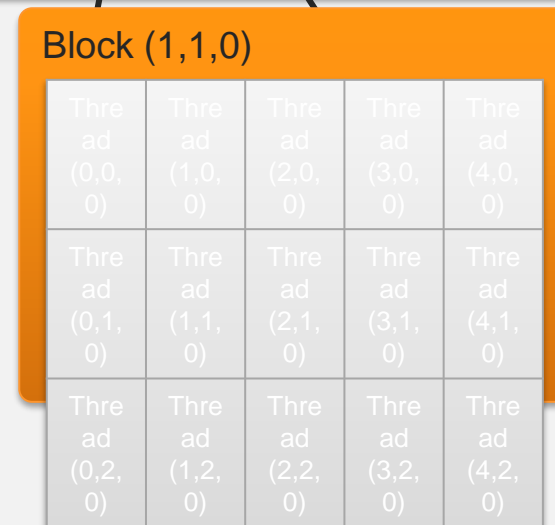 Block (1,1,0)
Thre Thre Thre Thre Thre
ad ad ad ad ad
(0,0, (1,0, (2,0, (3,0, (4,0,
0) 0) 0) 0) 0)
Thre Thre Thre Thre Thre
ad ad ad ad ad
(0,1, (1,1, (2,1, (3,1, (4,1,
0) 0) 0) 0) 0)
Thre Thre Thre Thre Thre
ad ad ad ad ad
(0,2, (1,2, (2,2, (3,2, (4,2,
0) 0) 0) 0) 0)